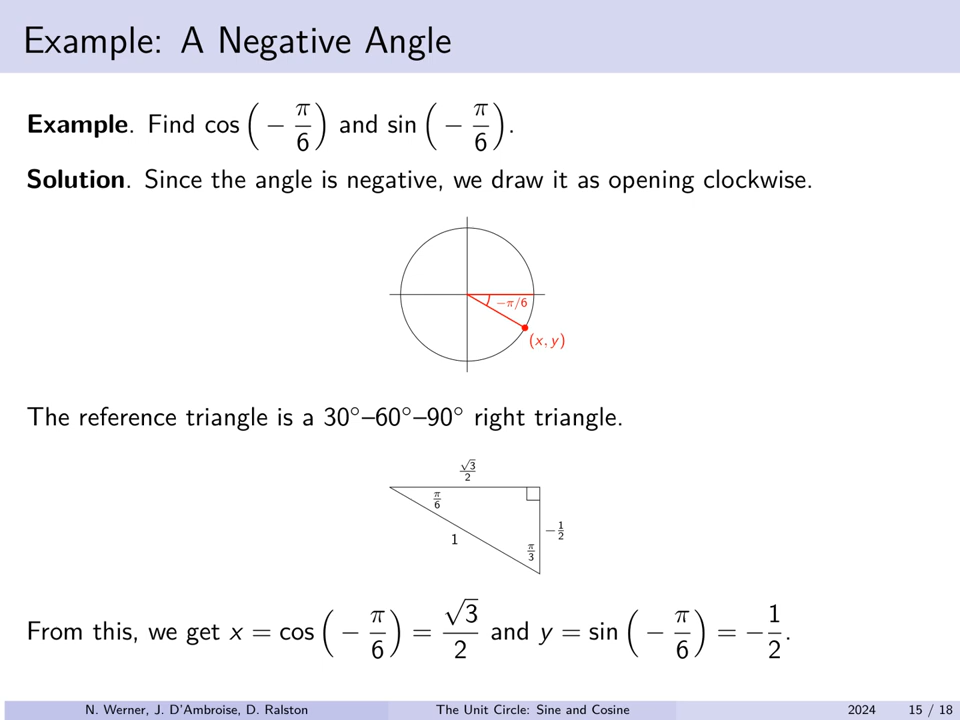 Example: A Negative Angle
Example. Find cos(−π/6) and sin(−π/6).
Solution. Since the angle is negative, we draw it as opening clockwise.
−π/6
(x, y)
The reference triangle is a 30°–60°–90° right triangle.
√3/2
π/6
−1/2
1
π/3
From this, we get x = cos(−π/6) = √3/2 and y = sin(−π/6) = −1/2.
N. Werner, J. D'Ambroise, D. Ralston The Unit Circle: Sine and Cosine 2024 15 / 18